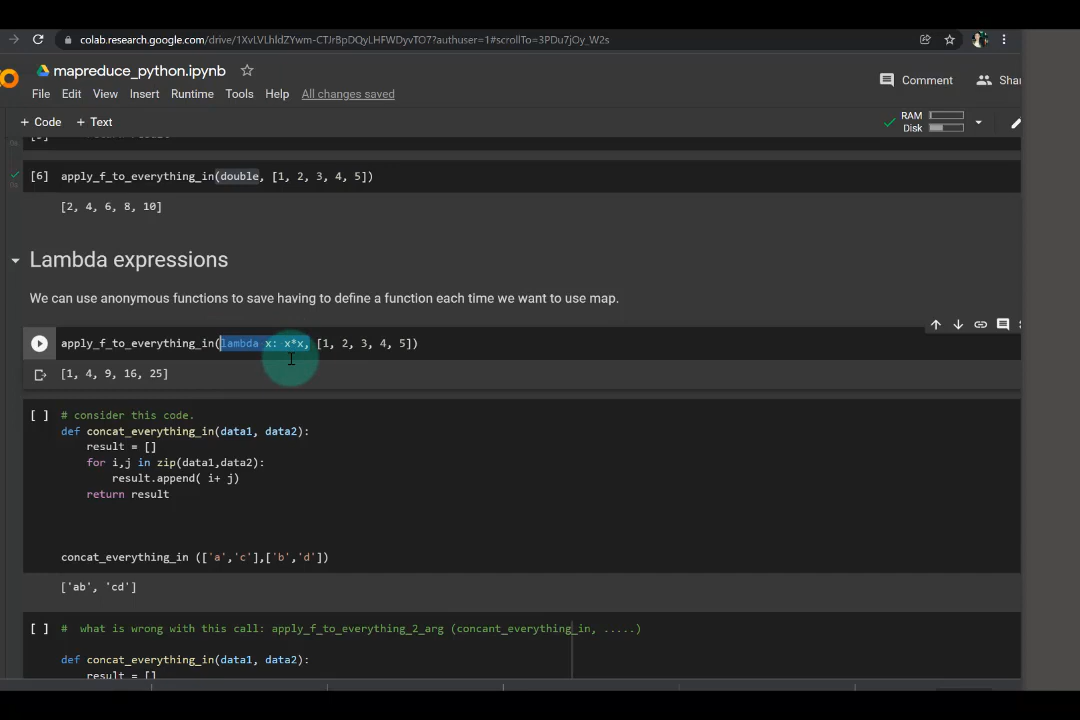 colab.research.google.com/drive/1XvLVLhldZYwm-CTJrBpDQyLHFWDyvTO7?authuser=1#scrollTo=3PDu7jOy_W2s
mapreduce_python.ipynb
File Edit View Insert Runtime Tools Help All changes saved
Comment Shar
+ Code + Text
RAM
Disk
[6] apply_f_to_everything_in(double, [1, 2, 3, 4, 5])
[2, 4, 6, 8, 10]
Lambda expressions
We can use anonymous functions to save having to define a function each time we want to use map.
apply_f_to_everything_in(lambda x: x*x, [1, 2, 3, 4, 5])
[1, 4, 9, 16, 25]
[ ] # consider this code.
def concat_everything_in(data1, data2):
result = []
for i,j in zip(data1,data2):
result.append( i+ j)
return result
concat_everything_in (['a','c'],['b','d'])
['ab', 'cd']
[ ] # what is wrong with this call: apply_f_to_everything_2_arg (concant_everything_in, .....)
def concat_everything_in(data1, data2):
result = []